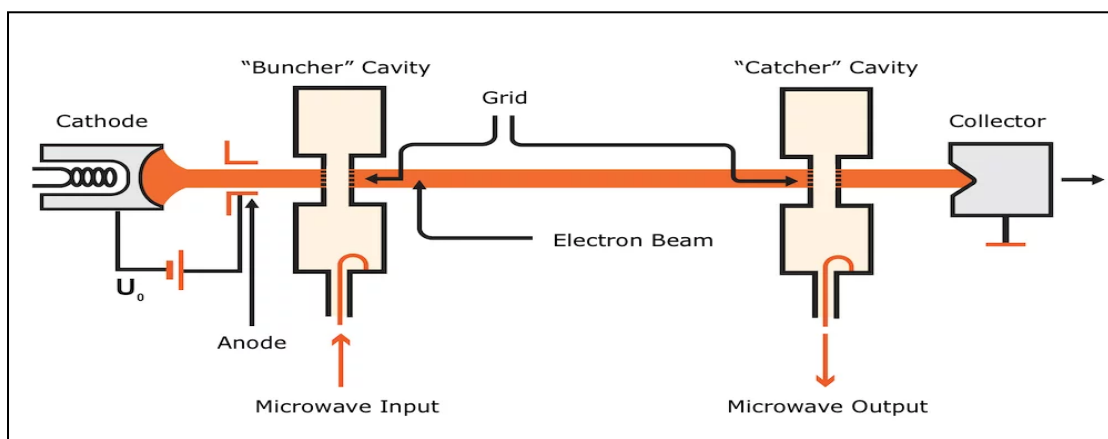 “Buncher” Cavity
“Catcher” Cavity
Grid
Cathode
Collector
Electron Beam
U₀
Anode
Microwave Input
Microwave Output